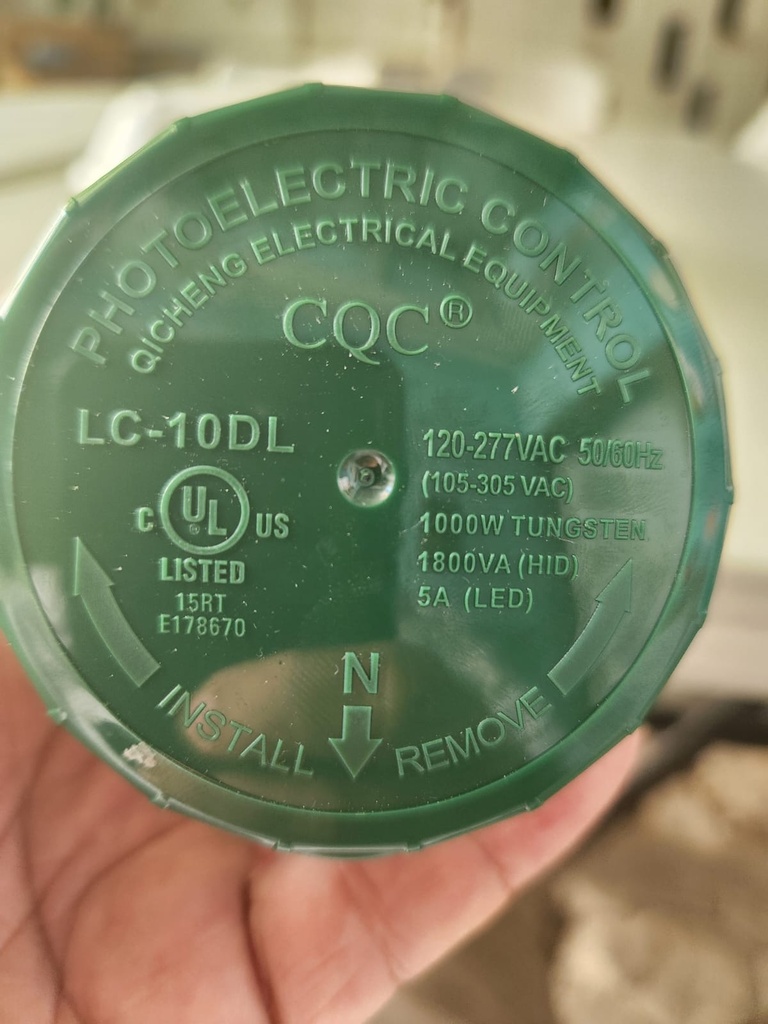 PHOTOELECTRIC CONTROL
QICHENG ELECTRICAL EQUIPMENT
CQC®
LC-10DL
C UL US
LISTED
15RT
E178670
120-277VAC 50/60Hz
(105-305 VAC)
1000W TUNGSTEN
1800VA (HID)
5A (LED)
N
INSTALL
REMOVE